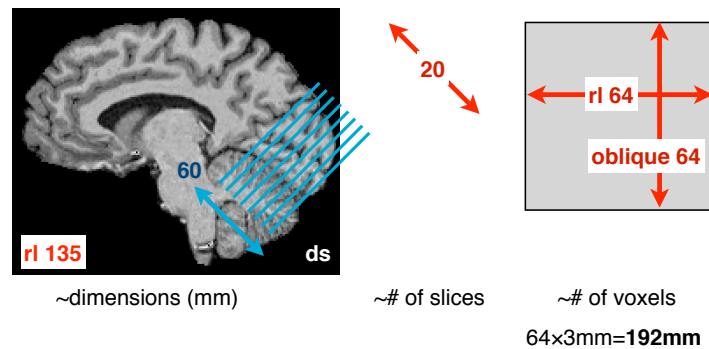 20
rl 64
60
oblique 64
rl 135
ds
~dimensions (mm)
~# of slices
~# of voxels
64×3mm=192mm